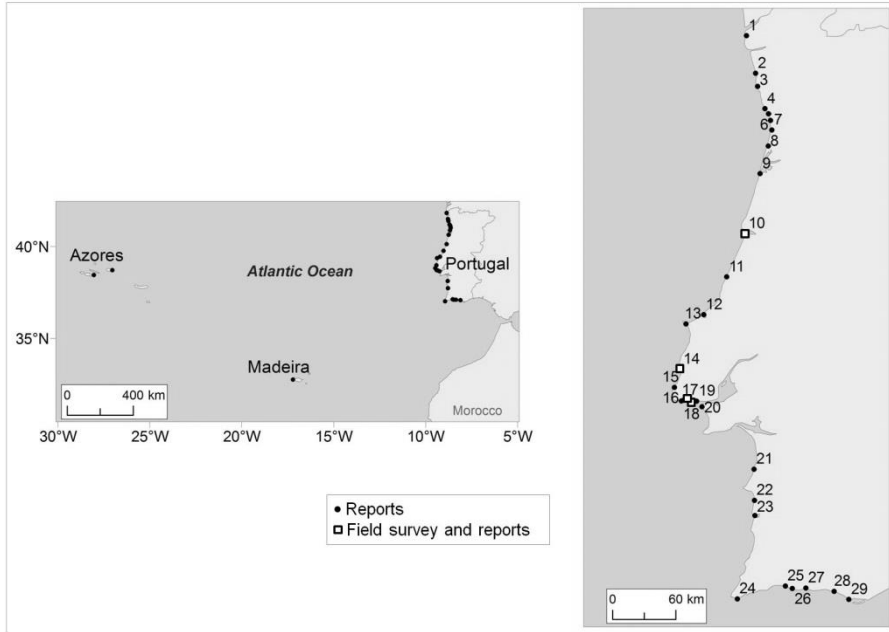 40°N
35°N
30°W
25°W
20°W
15°W
10°W
5°W
Azores
Atlantic Ocean
Portugal
Madeira
Morocco
0 400 km
Reports
Field survey and reports
1
2
3
4
7
6
8
9
10
11
12
13
14
15
17 19
16
18 20
21
22
23
24
25 27
26
28
29
0 60 km